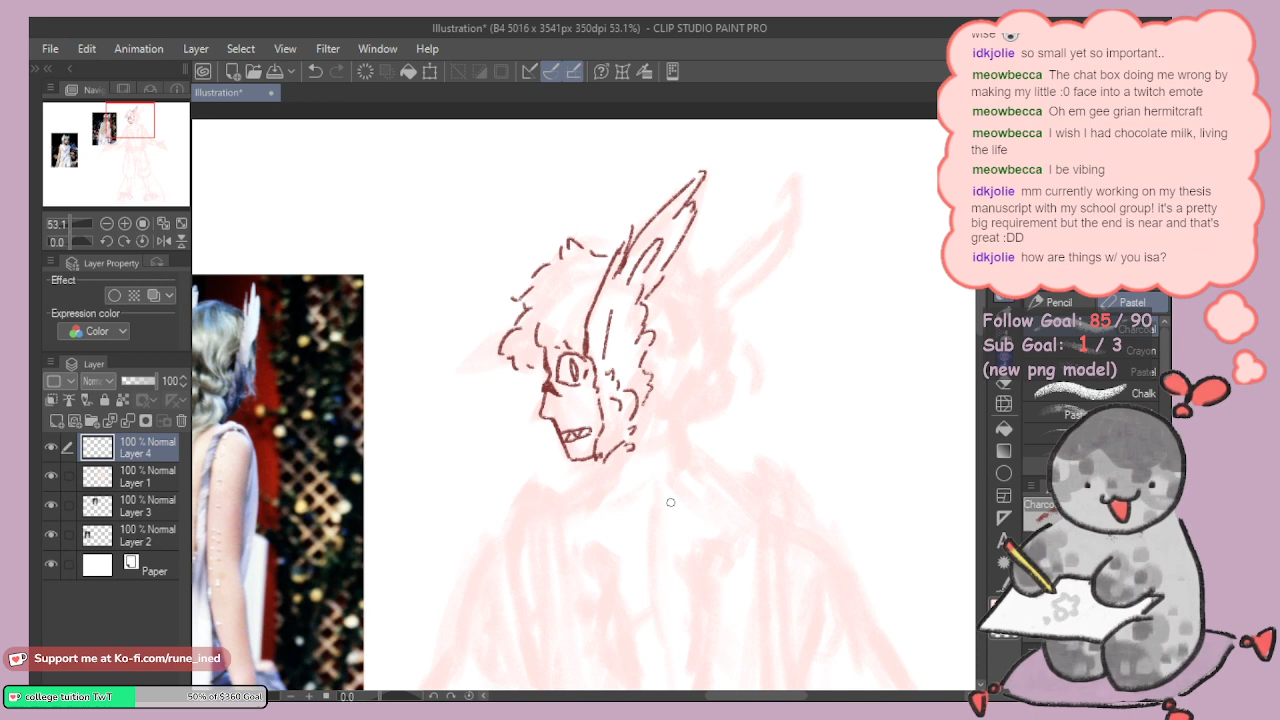 Illustration* (B4 5016 x 3541px 350dpi 53.1%) - CLIP STUDIO PAINT PRO
File Edit Animation Layer Select View Filter Window Help
Illustration*
53.1
0.0
Layer Property
Effect
Expression color
Color
Layer
100
100 % Normal
Layer 4
100 % Normal
Layer 1
100 % Normal
Layer 3
100 % Normal
Layer 2
Paper
0.0
Support me at Ko-fi.com/rune_ined
college tuition TwT
50% of $360 Goal
wise
idkjolie so small yet so important..
meowbecca The chat box doing me wrong by
making my little :0 face into a twitch emote
meowbecca Oh em gee grian hermitcraft
meowbecca I wish I had chocolate milk, living
the life
meowbecca I be vibing
idkjolie mm currently working on my thesis
manuscript with my school group! it's a pretty
big requirement but the end is near and that's
great :DD
idkjolie how are things w/ you isa?
Pencil Pastel
Follow Goal: 85 / 90
Sub Goal: 1 / 3
(new png model)
Charcoal
Crayon
Pastel
Chalk